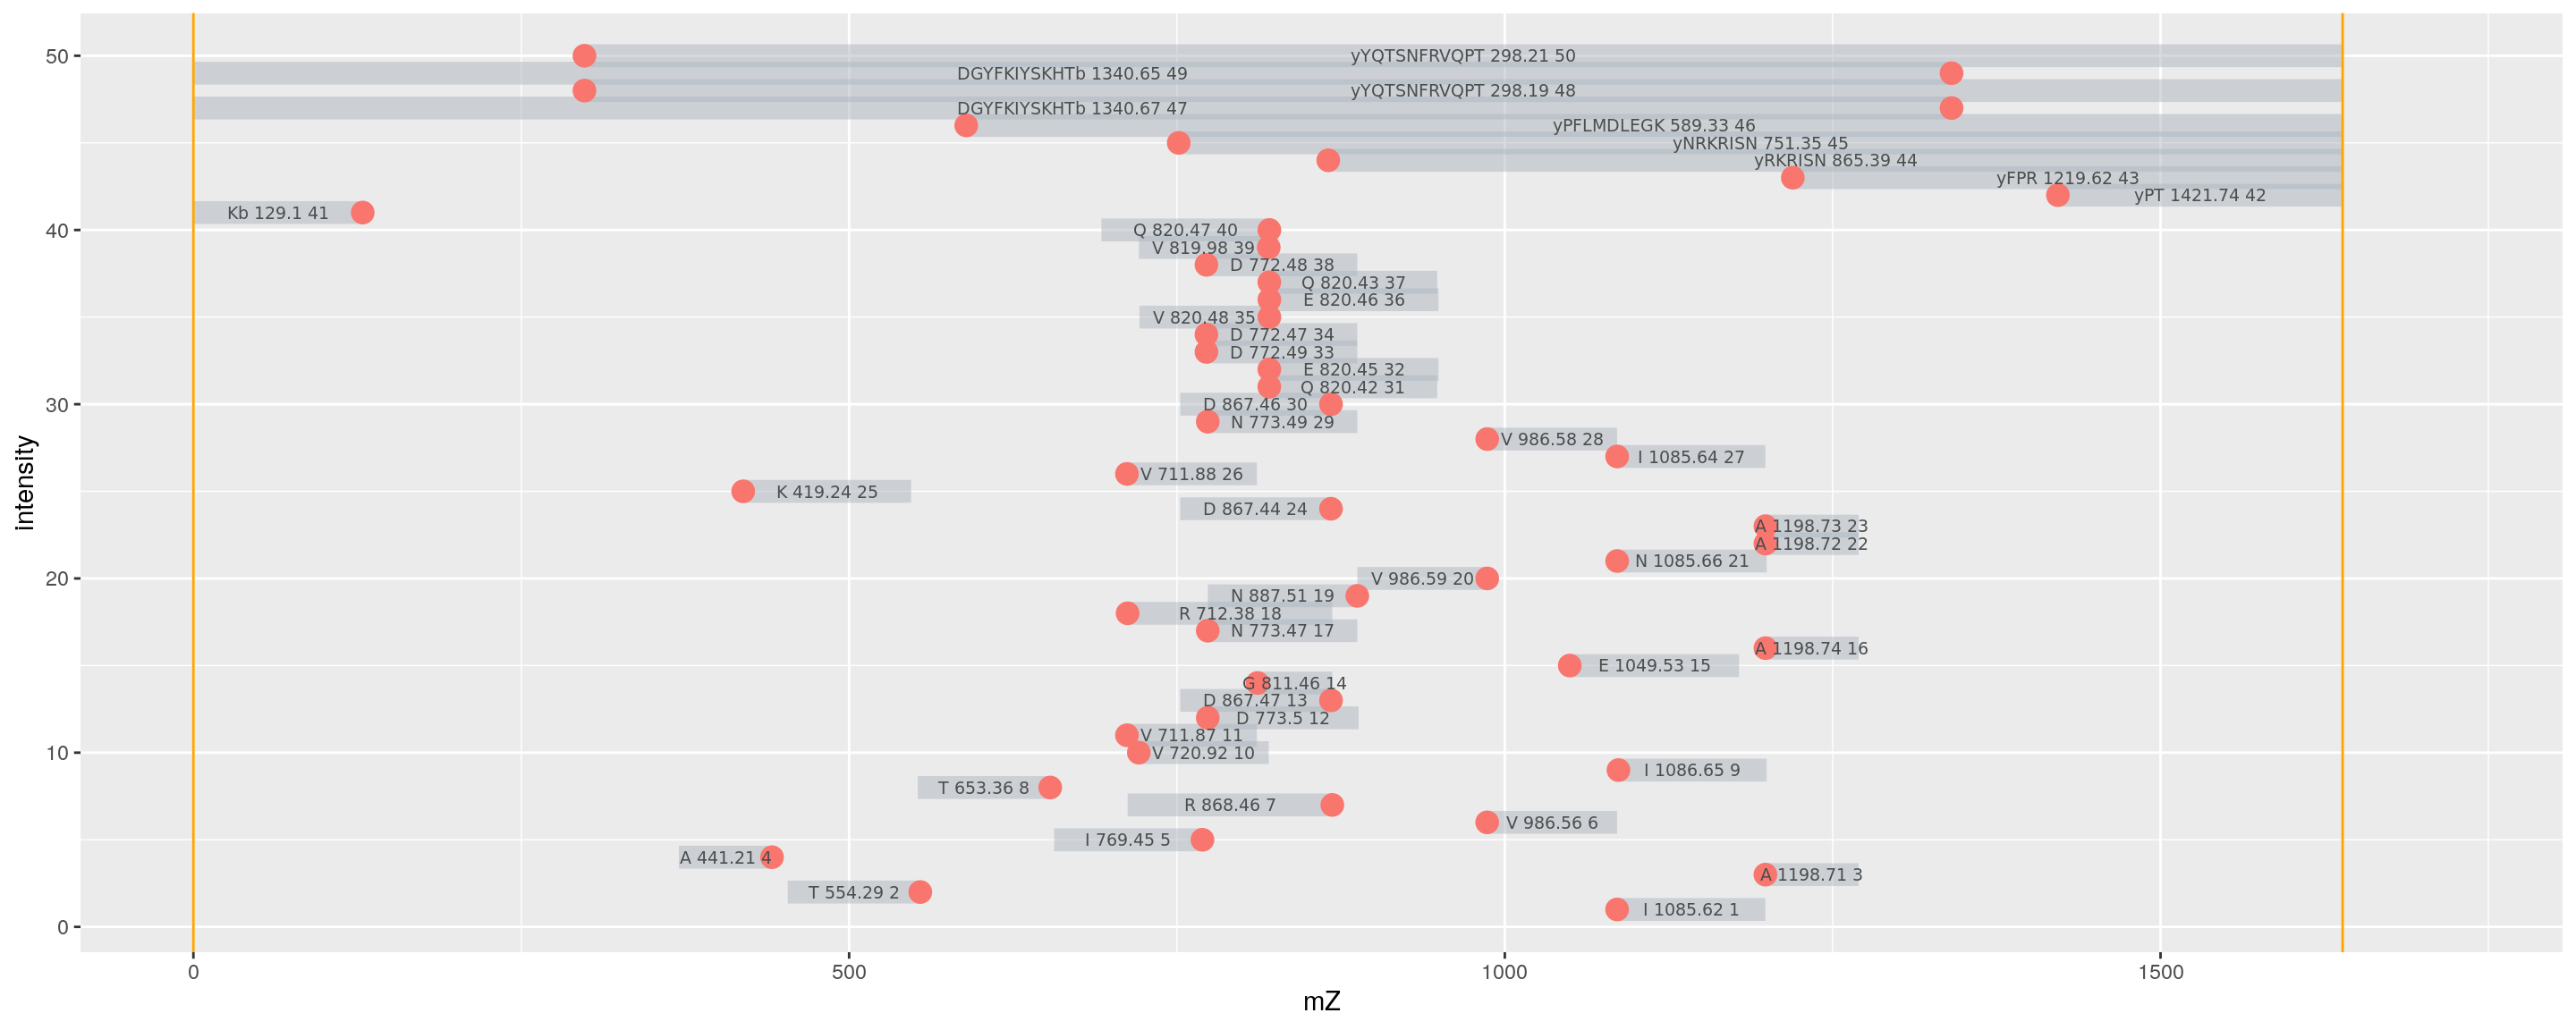 50
yYQTSNFRVQPT 298.21 50
DGYFKIYSKHTb 1340.65 49
yYQTSNFRVQPT 298.19 48
DGYFKIYSKHTb 1340.67 47
yPFLMDLEGK 589.33 46
yNRKRISN 751.35 45
yRKRISN 865.39 44
yFPR 1219.62 43
yPT 1421.74 42
Kb 129.1 41
40
Q 820.47 40
V 819.98 39
D 772.48 38
Q 820.43 37
E 820.46 36
V 820.48 35
D 772.47 34
D 772.49 33
E 820.45 32
Q 820.42 31
30
D 867.46 30
N 773.49 29
V 986.58 28
I 1085.64 27
V 711.88 26
K 419.24 25
D 867.44 24
A 1198.73 23
A 1198.72 22
N 1085.66 21
20
V 986.59 20
N 887.51 19
R 712.38 18
N 773.47 17
A 1198.74 16
E 1049.53 15
G 811.46 14
D 867.47 13
D 773.5 12
V 711.87 11
10
V 720.92 10
I 1086.65 9
T 653.36 8
R 868.46 7
V 986.56 6
I 769.45 5
A 441.21 4
A 1198.71 3
T 554.29 2
I 1085.62 1
0
intensity
0 500 1000 1500
mZ